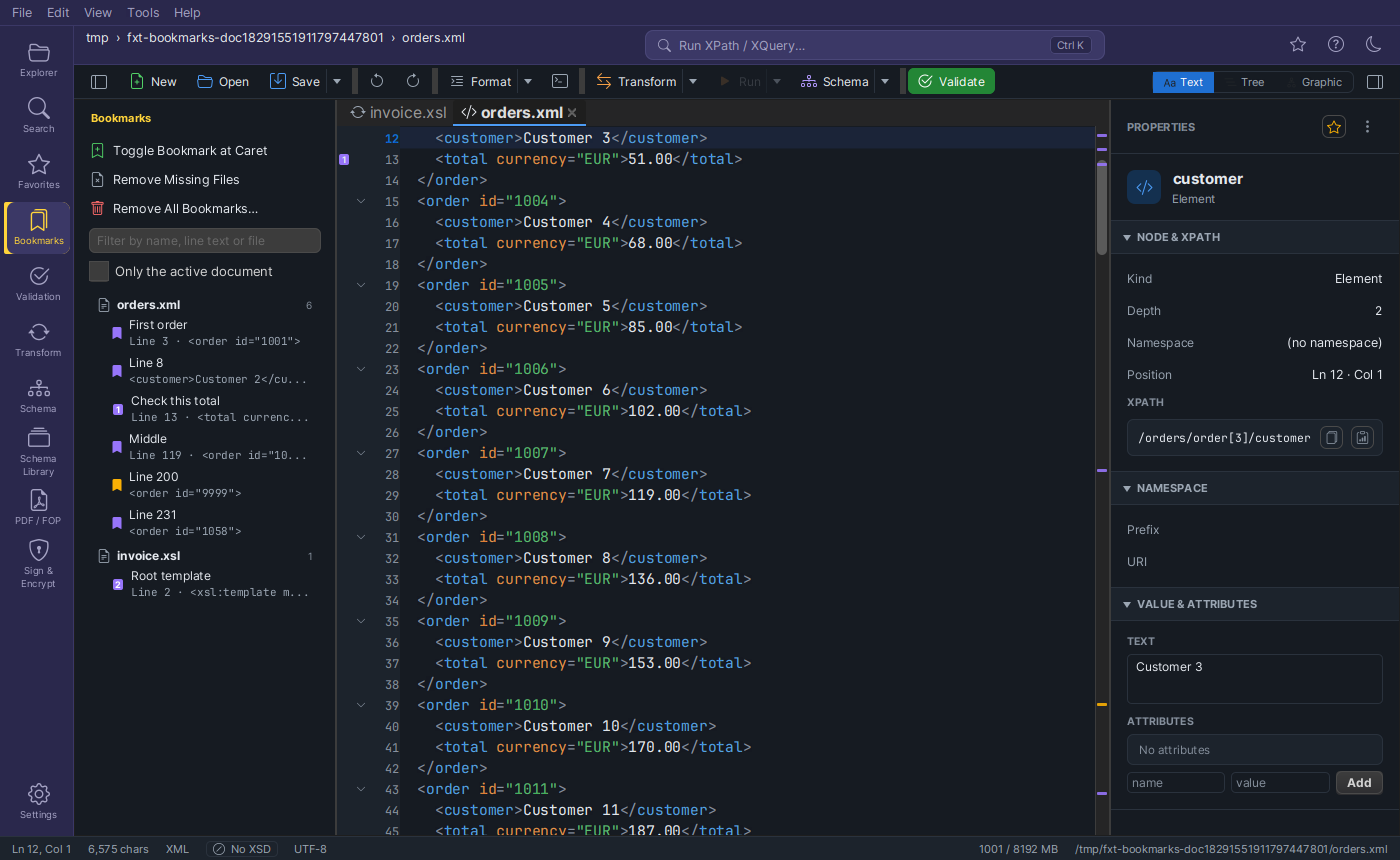 File Edit View Tools Help
tmp › fxt-bookmarks-doc18291551911797447801 › orders.xml
Run XPath / XQuery... Ctrl K
New Open Save Format Transform Run Schema Validate Aa Text Tree Graphic
Explorer
Search
Favorites
Bookmarks
Validation
Transform
Schema
Schema
Library
PDF / FOP
Sign &
Encrypt
Settings
Bookmarks
Toggle Bookmark at Caret
Remove Missing Files
Remove All Bookmarks...
Filter by name, line text or file
Only the active document
orders.xml 6
First order
Line 3 · <order id="1001">
Line 8
<customer>Customer 2</cu...
1 Check this total
Line 13 · <total currenc...
Middle
Line 119 · <order id="10...
Line 200
<order id="9999">
Line 231
<order id="1058">
invoice.xsl 1
2 Root template
Line 2 · <xsl:template m...
invoice.xsl </> orders.xml ×
12 <customer>Customer 3</customer>
1 13 <total currency="EUR">51.00</total>
14 </order>
15 <order id="1004">
16 <customer>Customer 4</customer>
17 <total currency="EUR">68.00</total>
18 </order>
19 <order id="1005">
20 <customer>Customer 5</customer>
21 <total currency="EUR">85.00</total>
22 </order>
23 <order id="1006">
24 <customer>Customer 6</customer>
25 <total currency="EUR">102.00</total>
26 </order>
27 <order id="1007">
28 <customer>Customer 7</customer>
29 <total currency="EUR">119.00</total>
30 </order>
31 <order id="1008">
32 <customer>Customer 8</customer>
33 <total currency="EUR">136.00</total>
34 </order>
35 <order id="1009">
36 <customer>Customer 9</customer>
37 <total currency="EUR">153.00</total>
38 </order>
39 <order id="1010">
40 <customer>Customer 10</customer>
41 <total currency="EUR">170.00</total>
42 </order>
43 <order id="1011">
44 <customer>Customer 11</customer>
45 <total currency="EUR">187.00</total>
PROPERTIES
</> customer
Element
NODE & XPATH
Kind Element
Depth 2
Namespace (no namespace)
Position Ln 12 · Col 1
XPATH
/orders/order[3]/customer
NAMESPACE
Prefix
URI
VALUE & ATTRIBUTES
TEXT
Customer 3
ATTRIBUTES
No attributes
name value Add
Ln 12, Col 1 6,575 chars XML No XSD UTF-8 1001 / 8192 MB /tmp/fxt-bookmarks-doc18291551911797447801/orders.xml